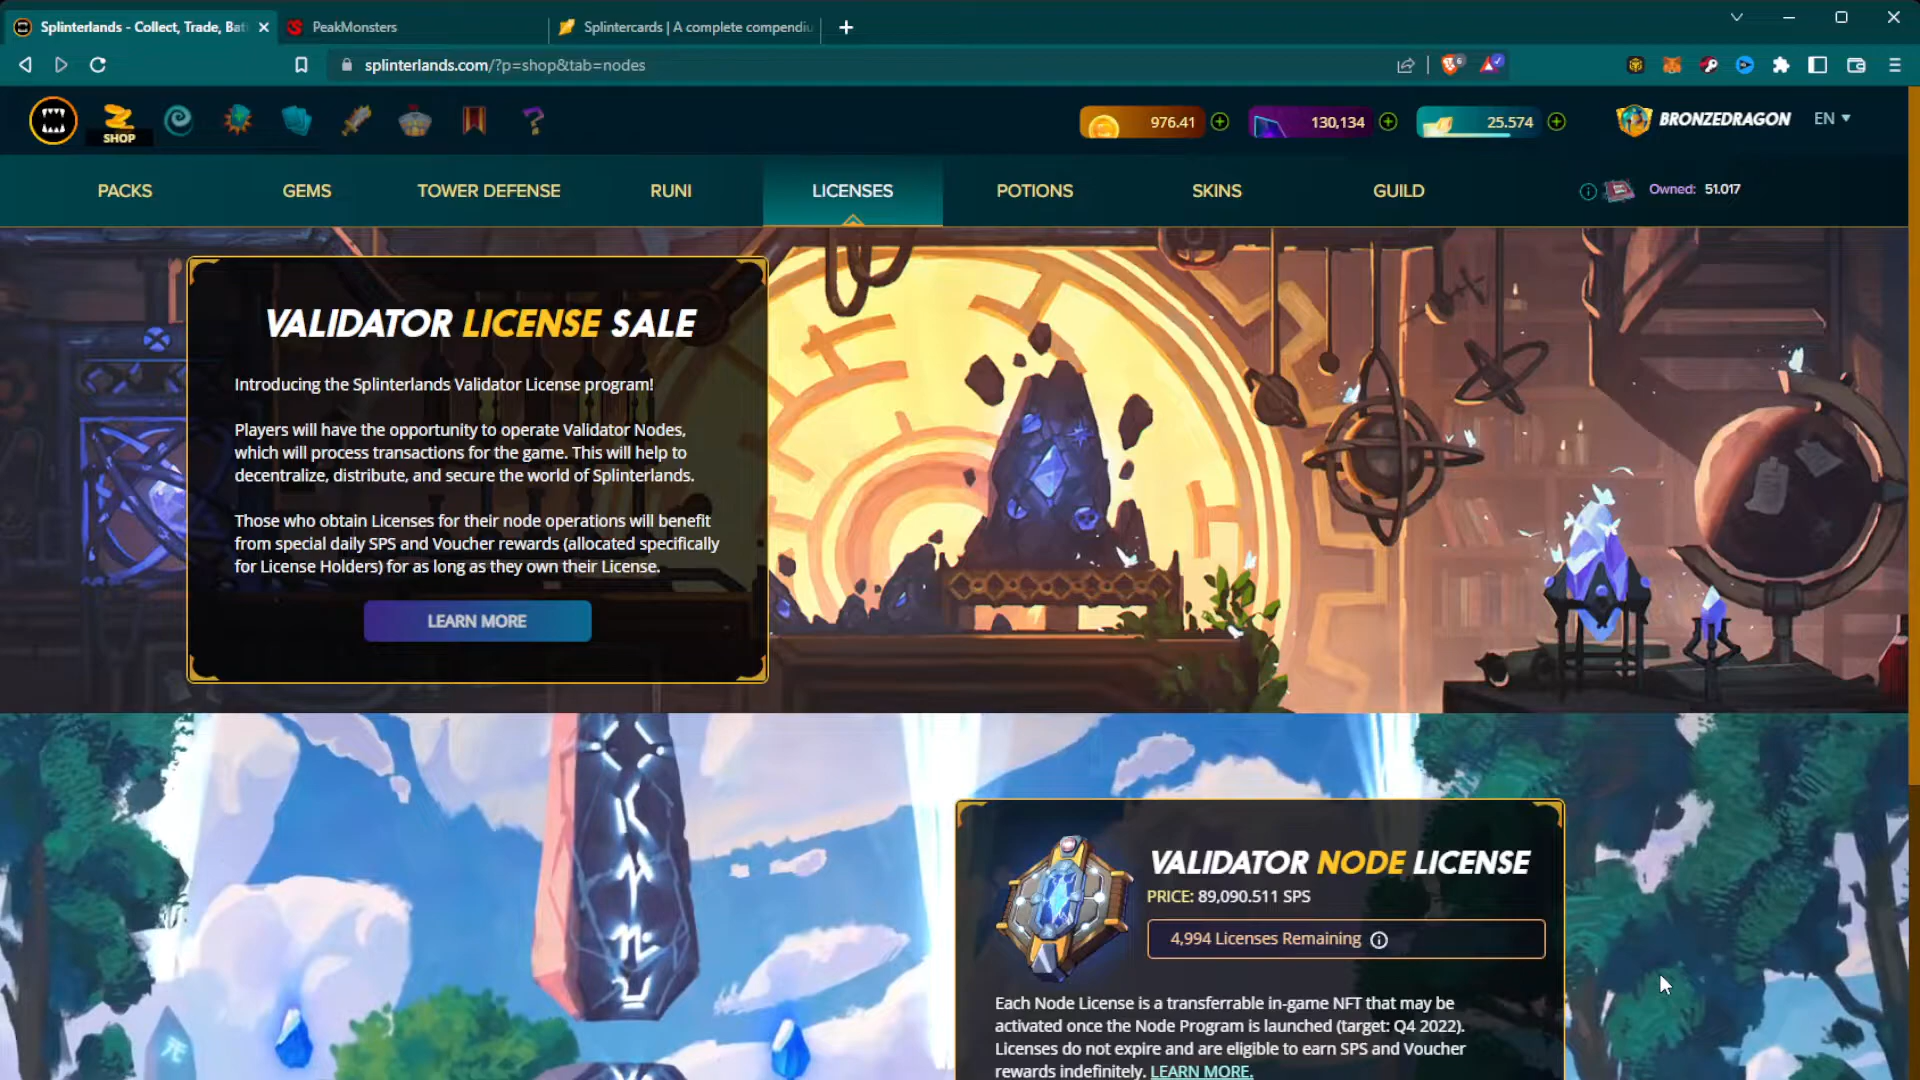 Splinterlands - Collect, Trade, Bat
PeakMonsters
Splintercards | A complete compendiu
splinterlands.com/?p=shop&tab=nodes
SHOP
976.41
130,134
25.574
BRONZEDRAGON
EN
PACKS
GEMS
TOWER DEFENSE
RUNI
LICENSES
POTIONS
SKINS
GUILD
Owned: 51.017
VALIDATOR LICENSE SALE
Introducing the Splinterlands Validator License program!
Players will have the opportunity to operate Validator Nodes,
which will process transactions for the game. This will help to
decentralize, distribute, and secure the world of Splinterlands.
Those who obtain Licenses for their node operations will benefit
from special daily SPS and Voucher rewards (allocated specifically
for License Holders) for as long as they own their License.
LEARN MORE
VALIDATOR NODE LICENSE
PRICE: 89,090.511 SPS
4,994 Licenses Remaining
Each Node License is a transferrable in-game NFT that may be
activated once the Node Program is launched (target: Q4 2022).
Licenses do not expire and are eligible to earn SPS and Voucher
rewards indefinitely. LEARN MORE.